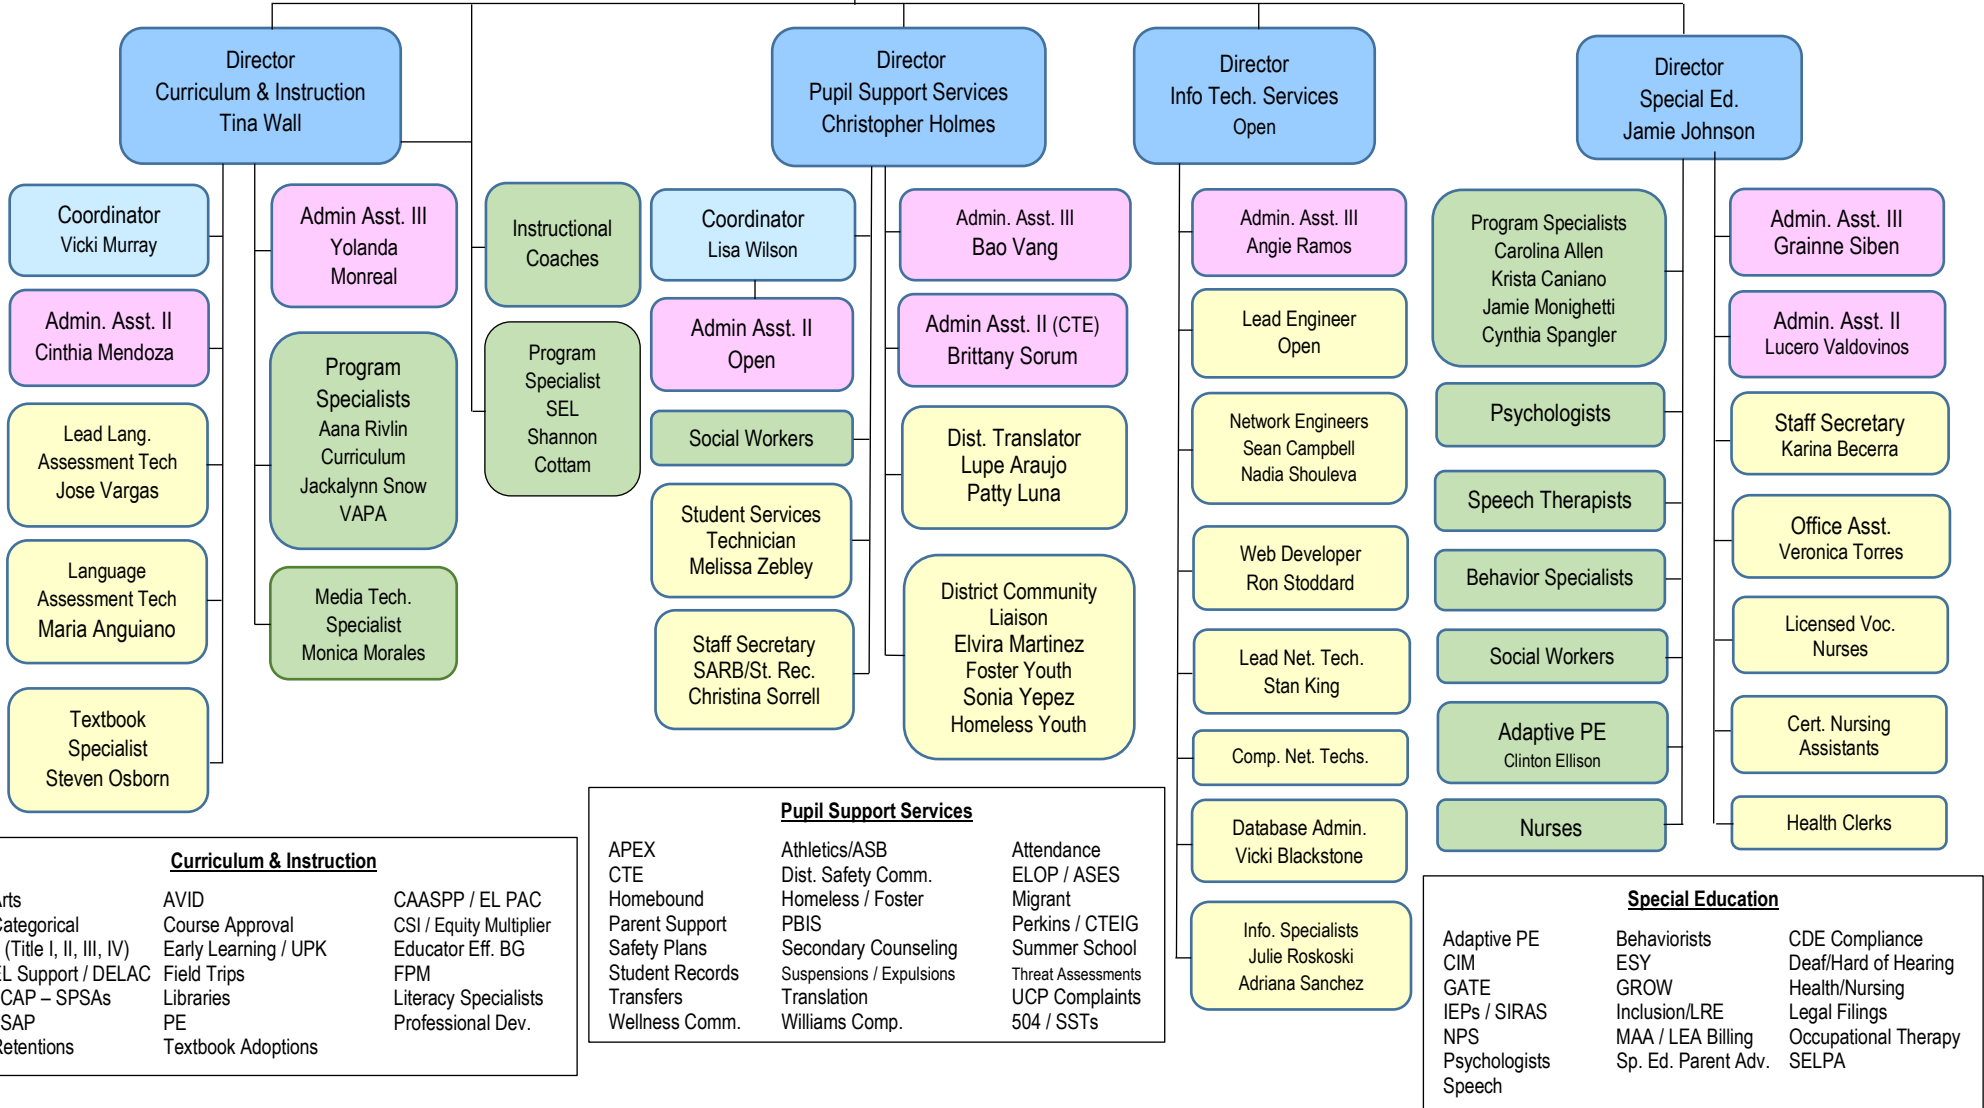 Director
Curriculum & Instruction
Tina Wall
Director
Pupil Support Services
Christopher Holmes
Director
Info Tech. Services
Open
Director
Special Ed.
Jamie Johnson
Coordinator
Vicki Murray
Admin. Asst. II
Cinthia Mendoza
Lead Lang.
Assessment Tech
Jose Vargas
Language
Assessment Tech
Maria Anguiano
Textbook
Specialist
Steven Osborn
Admin Asst. III
Yolanda
Monreal
Program
Specialists
Aana Rivlin
Curriculum
Jackalynn Snow
VAPA
Media Tech.
Specialist
Monica Morales
Instructional
Coaches
Program
Specialist
SEL
Shannon
Cottam
Coordinator
Lisa Wilson
Admin Asst. II
Open
Social Workers
Student Services
Technician
Melissa Zebley
Staff Secretary
SARB/St. Rec.
Christina Sorrell
Admin. Asst. III
Bao Vang
Admin Asst. II (CTE)
Brittany Sorum
Dist. Translator
Lupe Araujo
Patty Luna
District Community
Liaison
Elvira Martinez
Foster Youth
Sonia Yepez
Homeless Youth
Admin. Asst. III
Angie Ramos
Lead Engineer
Open
Network Engineers
Sean Campbell
Nadia Shouleva
Web Developer
Ron Stoddard
Lead Net. Tech.
Stan King
Comp. Net. Techs.
Database Admin.
Vicki Blackstone
Info. Specialists
Julie Roskoski
Adriana Sanchez
Program Specialists
Carolina Allen
Krista Caniano
Jamie Monighetti
Cynthia Spangler
Psychologists
Speech Therapists
Behavior Specialists
Social Workers
Adaptive PE
Clinton Ellison
Nurses
Admin. Asst. III
Grainne Siben
Admin. Asst. II
Lucero Valdovinos
Staff Secretary
Karina Becerra
Office Asst.
Veronica Torres
Licensed Voc.
Nurses
Cert. Nursing
Assistants
Health Clerks
Curriculum & Instruction
AVID CAASPP / EL PAC
Course Approval CSI / Equity Multiplier
(Title I, II, III, IV) Early Learning / UPK Educator Eff. BG
Support / DELAC Field Trips FPM
– SPSAs Libraries Literacy Specialists
PE Professional Dev.
Textbook Adoptions
Pupil Support Services
APEX Athletics/ASB Attendance
CTE Dist. Safety Comm. ELOP / ASES
Homebound Homeless / Foster Migrant
Parent Support PBIS Perkins / CTEIG
Safety Plans Secondary Counseling Summer School
Student Records Suspensions / Expulsions Threat Assessments
Transfers Translation UCP Complaints
Wellness Comm. Williams Comp. 504 / SSTs
Special Education
Adaptive PE Behaviorists CDE Compliance
CIM ESY Deaf/Hard of Hearing
GATE GROW Health/Nursing
IEPs / SIRAS Inclusion/LRE Legal Filings
NPS MAA / LEA Billing Occupational Therapy
Psychologists Sp. Ed. Parent Adv. SELPA
Speech